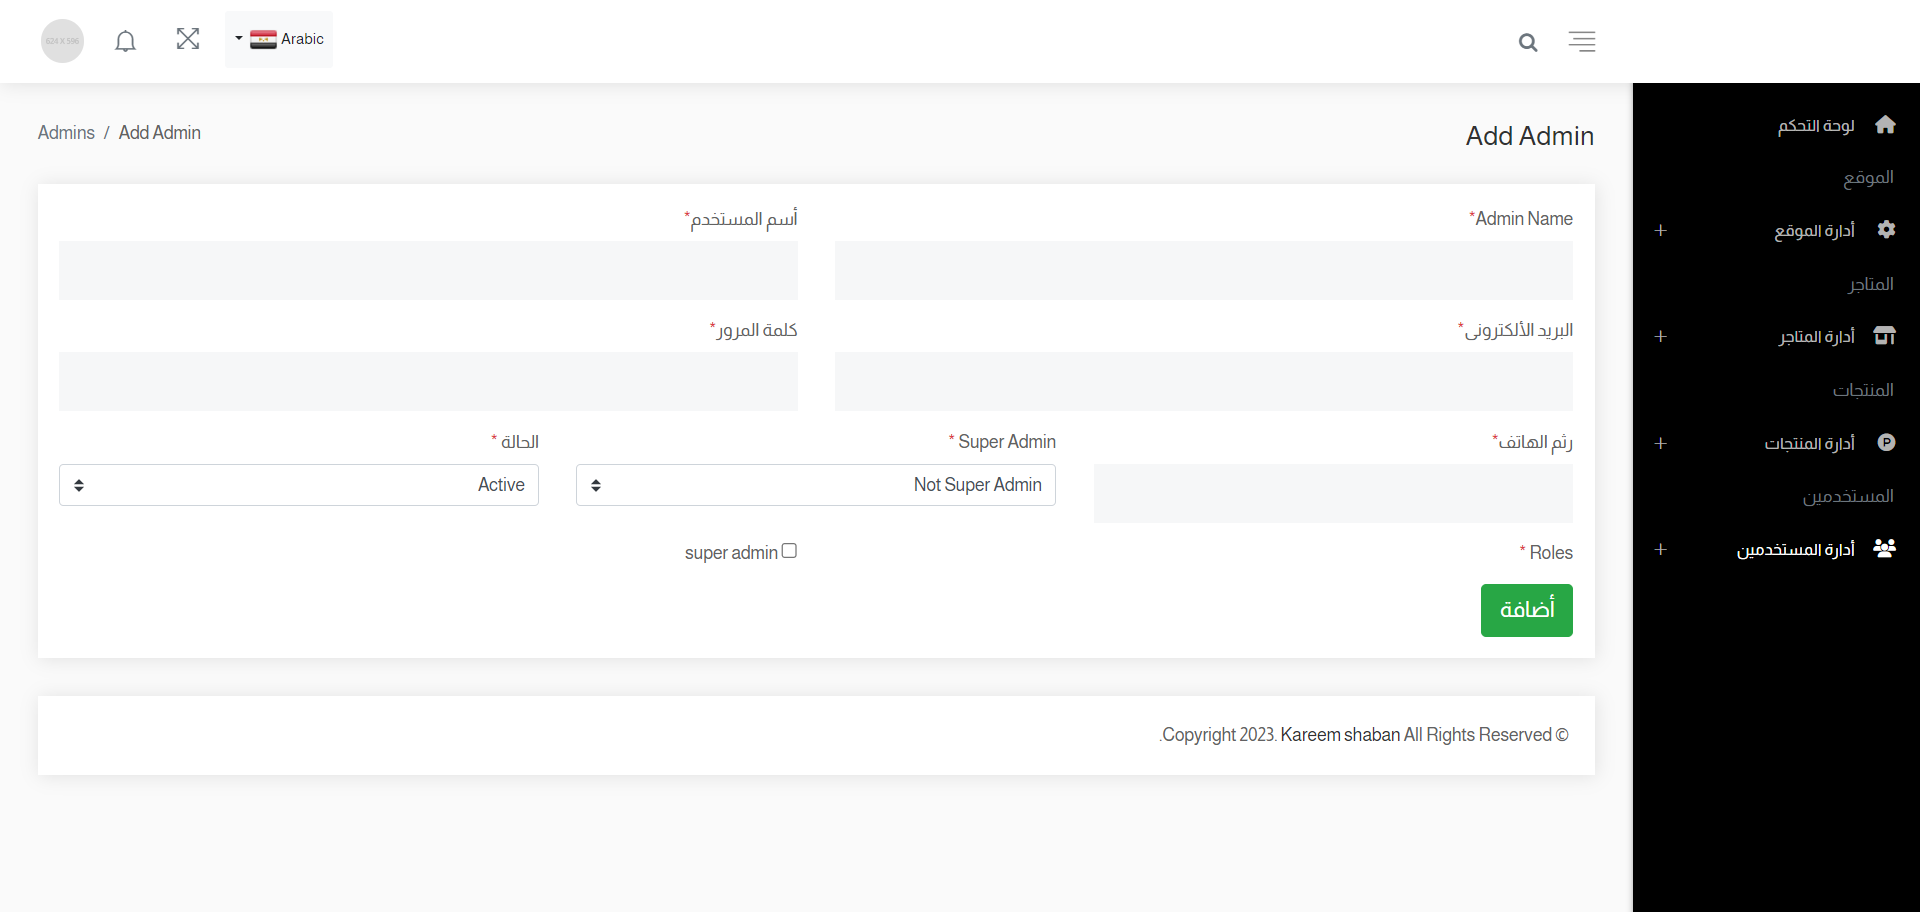 Arabic
624 X 596
لوحة التحكم
الموقع
أدارة الموقع
المتاجر
أدارة المتاجر
المنتجات
أدارة المنتجات
المستخدمين
أدارة المستخدمين
Add Admin
Admins / Add Admin
Admin Name*
أسم المستخدم*
البريد الألكترونى*
كلمة المرور*
رثم الهاتف*
Super Admin *
الحالة *
Not Super Admin
Active
Roles *
super admin
أضافة
.Copyright 2023. Kareem shaban All Rights Reserved ©